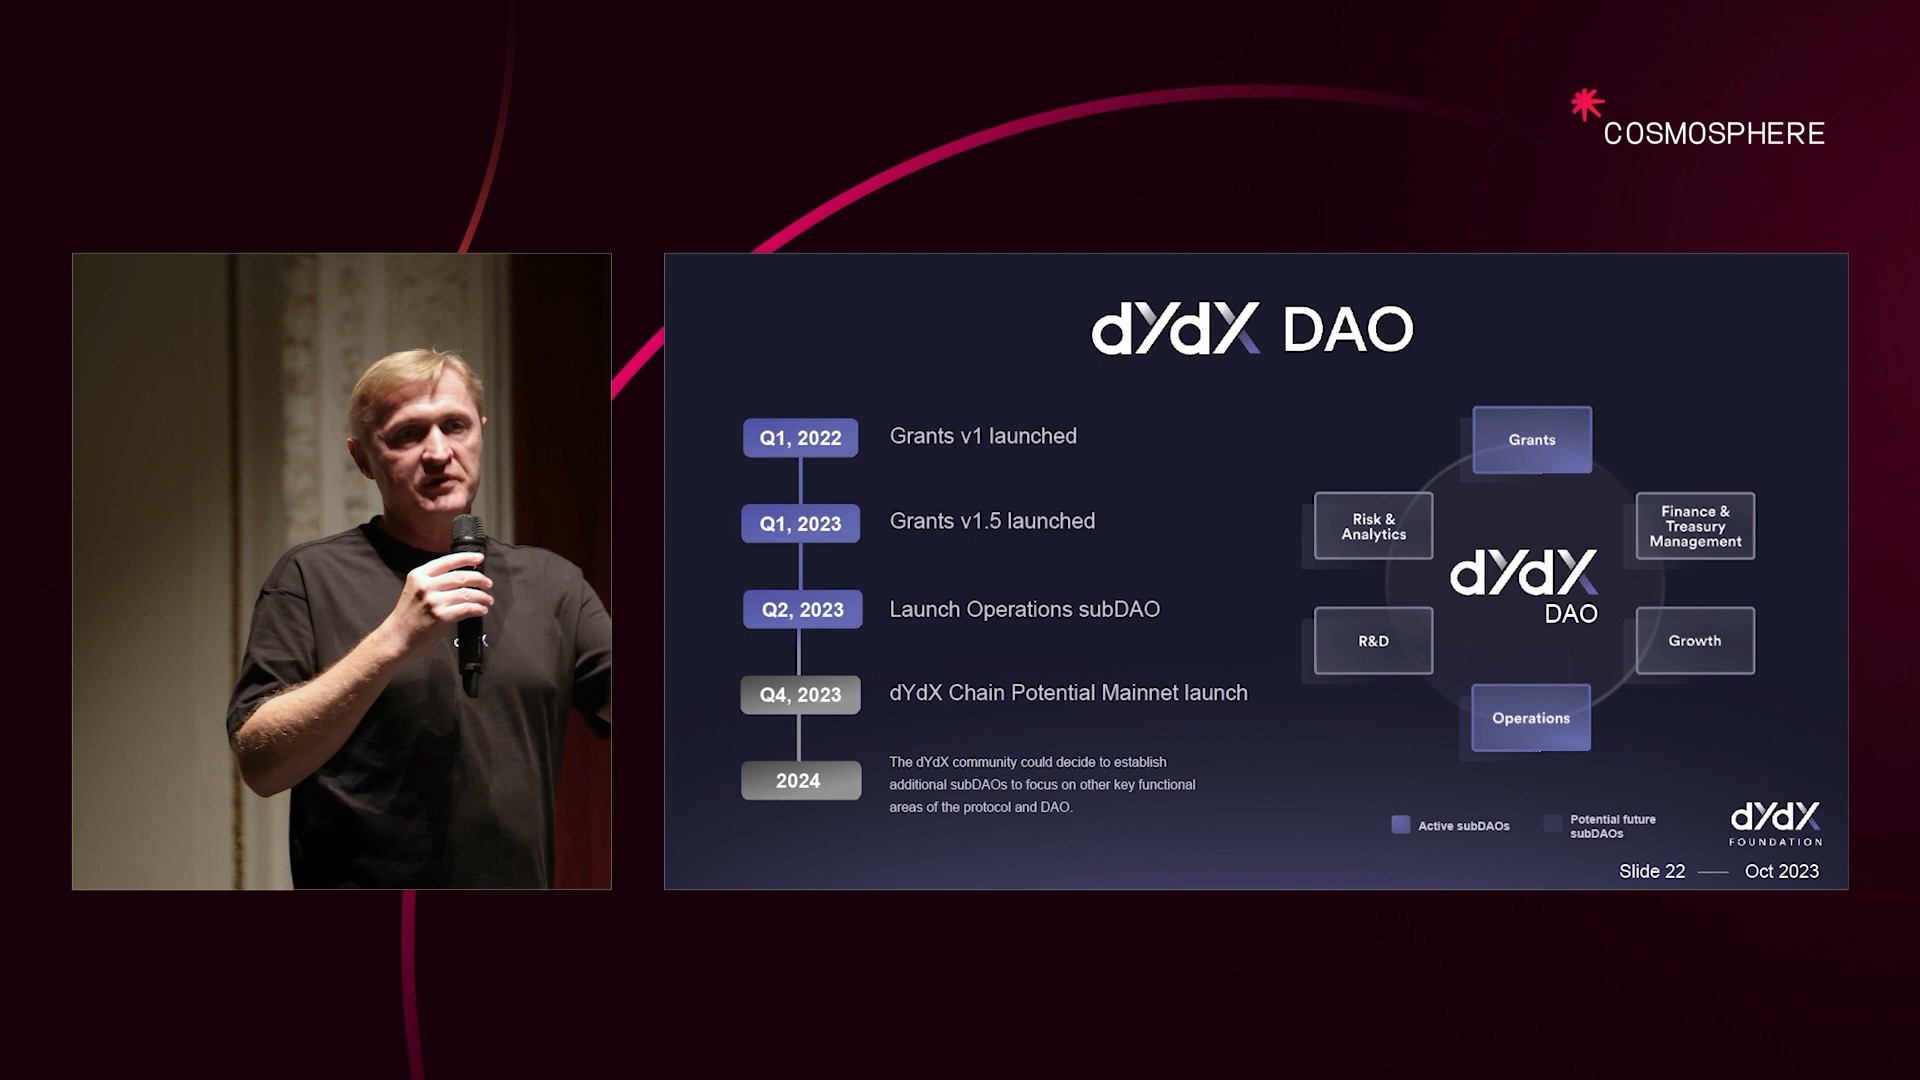 COSMOSPHERE
dYdX DAO
Q1, 2022
Grants v1 launched
Q1, 2023
Grants v1.5 launched
Q2, 2023
Launch Operations subDAO
Q4, 2023
dYdX Chain Potential Mainnet launch
2024
The dYdX community could decide to establish
additional subDAOs to focus on other key functional
areas of the protocol and DAO.
Grants
Risk &
Analytics
Finance &
Treasury
Management
dYdX
DAO
R&D
Growth
Operations
Active subDAOs
Potential future
subDAOs
dYdX
FOUNDATION
Slide 22 — Oct 2023